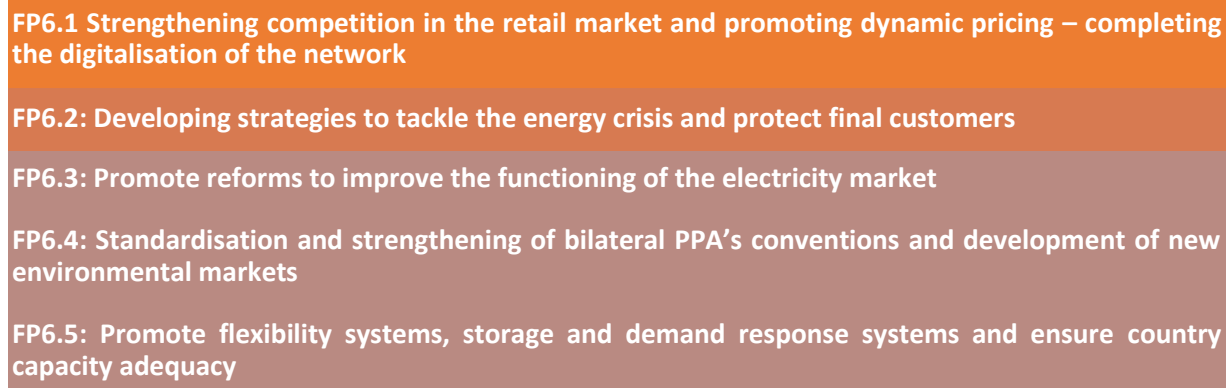 FP6.1 Strengthening competition in the retail market and promoting dynamic pricing – completing
the digitalisation of the network
FP6.2: Developing strategies to tackle the energy crisis and protect final customers
FP6.3: Promote reforms to improve the functioning of the electricity market
FP6.4: Standardisation and strengthening of bilateral PPA’s conventions and development of new
environmental markets
FP6.5: Promote flexibility systems, storage and demand response systems and ensure country
capacity adequacy